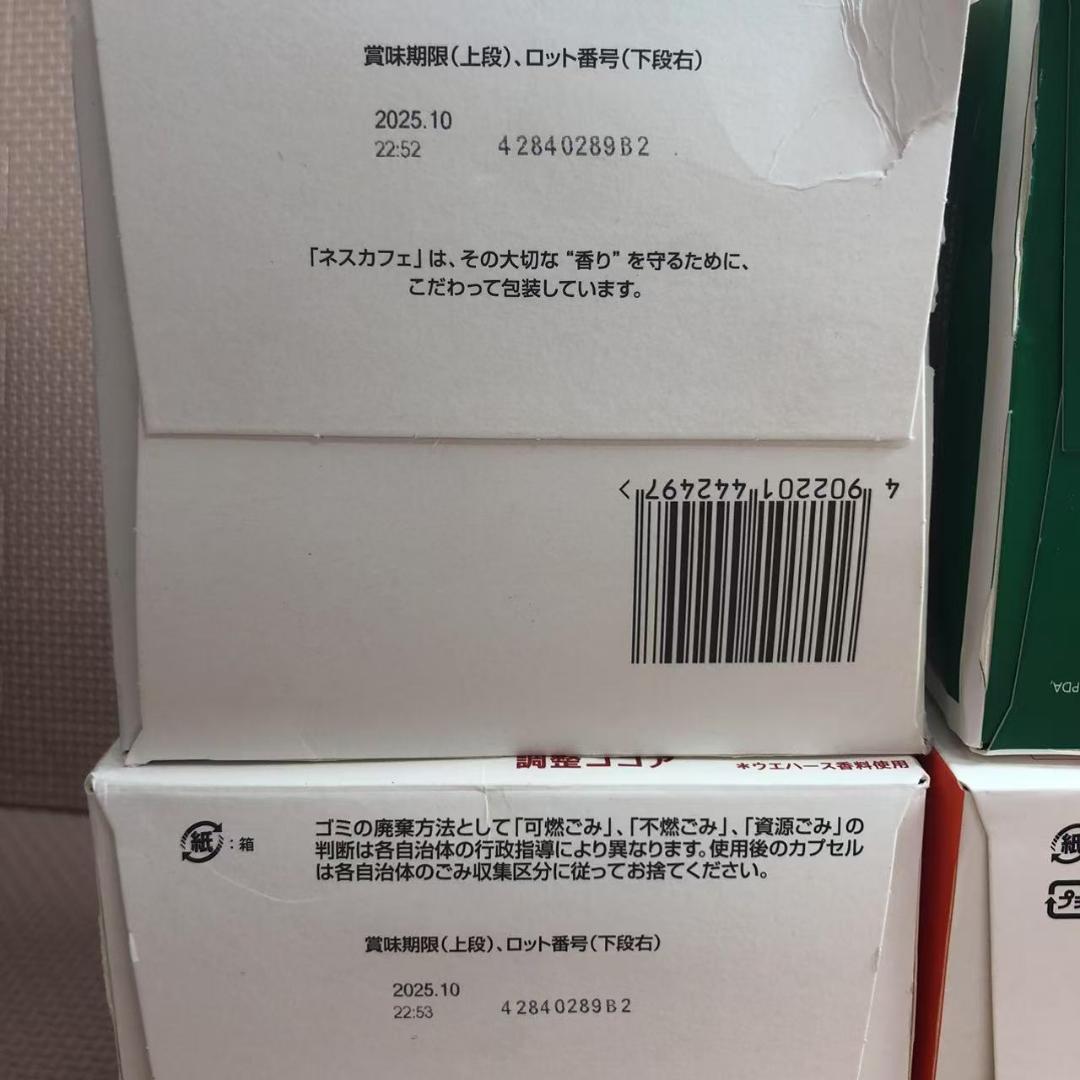 賞味期限(上段)、ロット番号(下段右)
2025.10
22:52 42840289B2
「ネスカフェ」は、その大切な “香り” を守るために、
こだわって包装しています。
4 902201 442497 >
調整ココア
*ウエハース香料使用
紙:箱
ゴミの廃棄方法として「可燃ごみ」、「不燃ごみ」、「資源ごみ」の
判断は各自治体の行政指導により異なります。使用後のカプセル
は各自治体のごみ収集区分に従ってお捨てください。
賞味期限(上段)、ロット番号(下段右)
2025.10
22:53 42840289B2
PDA,
紙
プラ